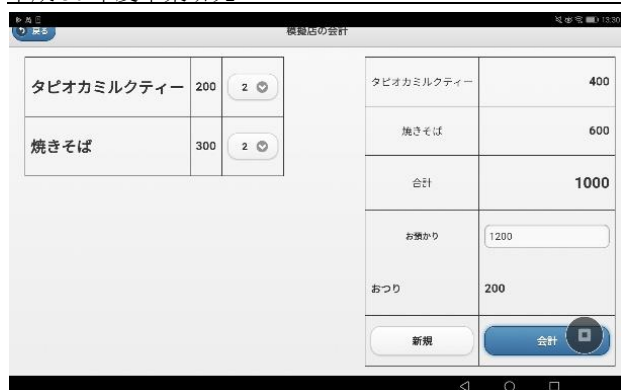 13:30
戻る
模擬店の会計
タピオカミルクティー 200 2
焼きそば 300 2
タピオカミルクティー 400
焼きそば 600
合計 1000
お預かり 1200
おつり 200
新規 会計